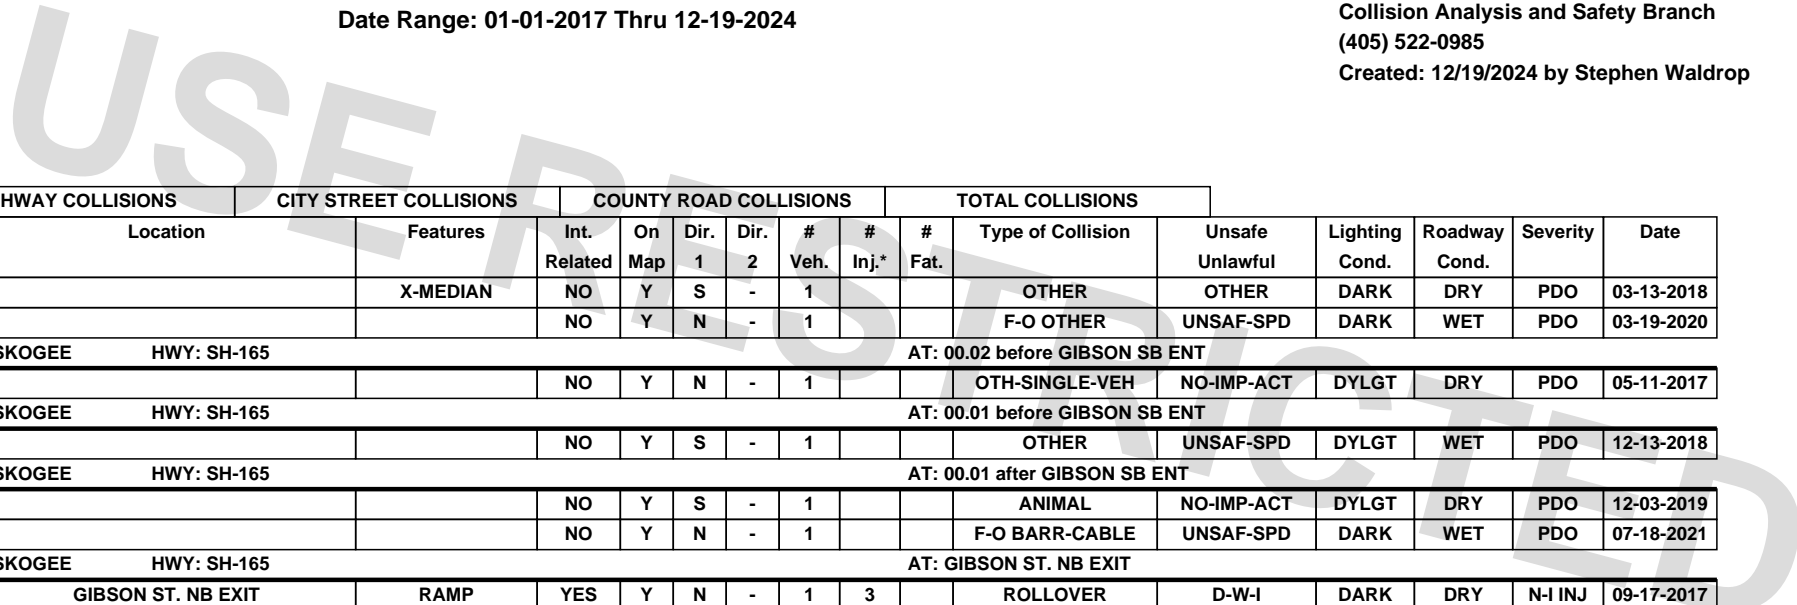 Date Range: 01-01-2017 Thru 12-19-2024
Collision Analysis and Safety Branch
(405) 522-0985
Created: 12/19/2024 by Stephen Waldrop
USE RESTRICTED
HWAY COLLISIONS CITY STREET COLLISIONS COUNTY ROAD COLLISIONS TOTAL COLLISIONS
Location Features Int. On Dir. Dir. # # # Type of Collision Unsafe Lighting Roadway Severity Date
Related Map 1 2 Veh. Inj.* Fat. Unlawful Cond. Cond.
X-MEDIAN NO Y S - 1 OTHER OTHER DARK DRY PDO 03-13-2018
NO Y N - 1 F-O OTHER UNSAF-SPD DARK WET PDO 03-19-2020
SKOGEE HWY: SH-165 AT: 00.02 before GIBSON SB ENT
NO Y N - 1 OTH-SINGLE-VEH NO-IMP-ACT DYLGT DRY PDO 05-11-2017
SKOGEE HWY: SH-165 AT: 00.01 before GIBSON SB ENT
NO Y S - 1 OTHER UNSAF-SPD DYLGT WET PDO 12-13-2018
SKOGEE HWY: SH-165 AT: 00.01 after GIBSON SB ENT
NO Y S - 1 ANIMAL NO-IMP-ACT DYLGT DRY PDO 12-03-2019
NO Y N - 1 F-O BARR-CABLE UNSAF-SPD DARK WET PDO 07-18-2021
SKOGEE HWY: SH-165 AT: GIBSON ST. NB EXIT
GIBSON ST. NB EXIT RAMP YES Y N - 1 3 ROLLOVER D-W-I DARK DRY N-I INJ 09-17-2017